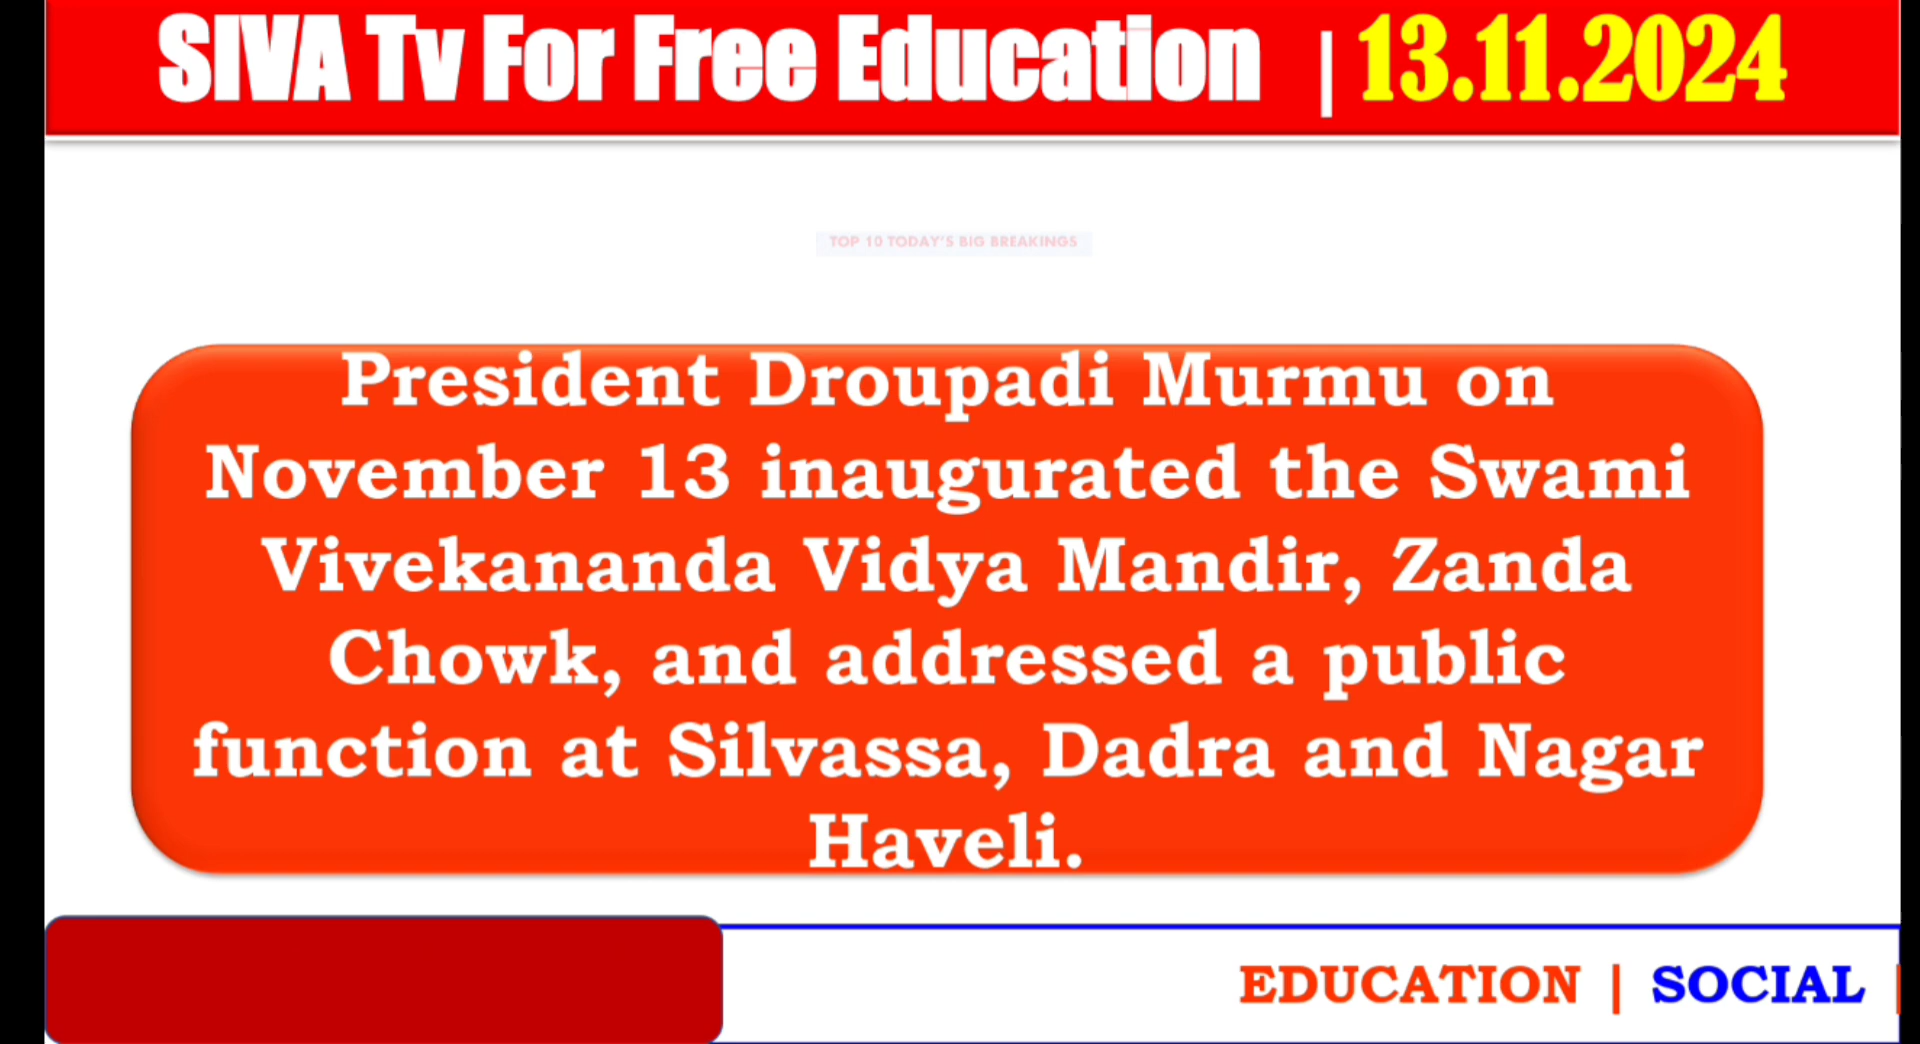 SIVA Tv For Free Education | 13.11.2024
TOP 10 TODAY'S BIG BREAKINGS
President Droupadi Murmu on
November 13 inaugurated the Swami
Vivekananda Vidya Mandir, Zanda
Chowk, and addressed a public
function at Silvassa, Dadra and Nagar
Haveli.
EDUCATION | SOCIAL |